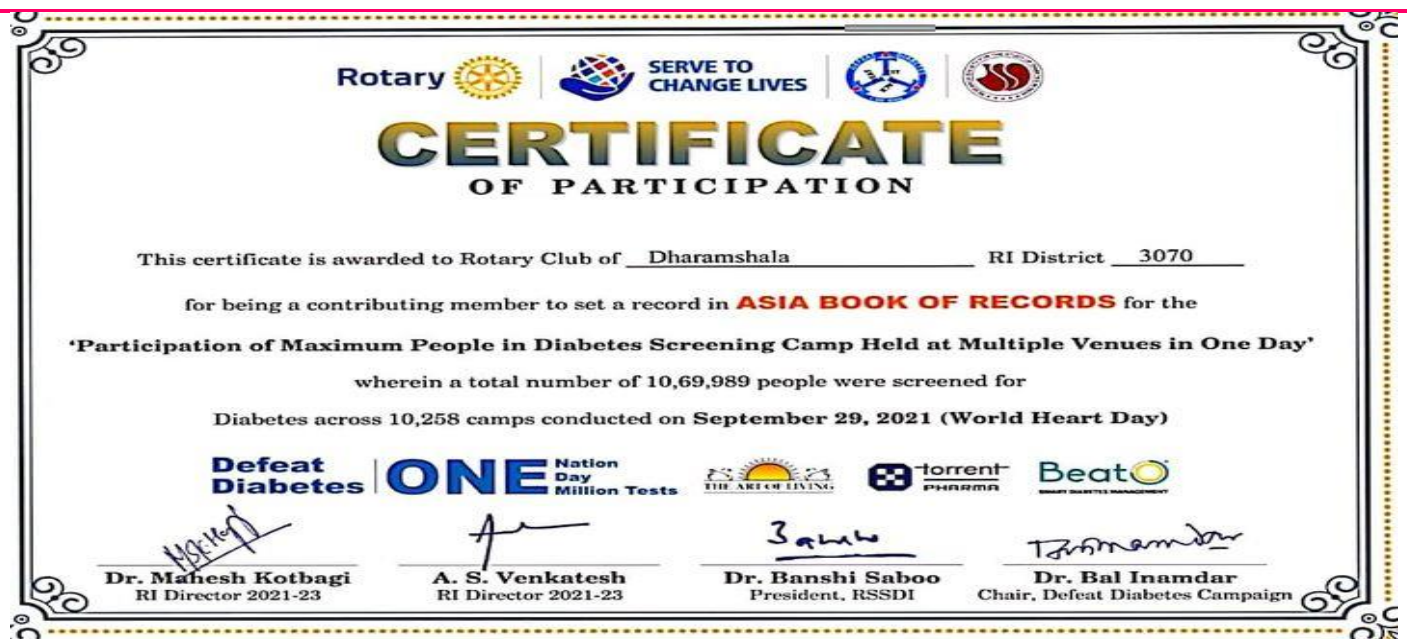 Rotary
SERVE TO
CHANGE LIVES
CERTIFICATE
OF PARTICIPATION
This certificate is awarded to Rotary Club of Dharamshala RI District 3070
for being a contributing member to set a record in ASIA BOOK OF RECORDS for the
'Participation of Maximum People in Diabetes Screening Camp Held at Multiple Venues in One Day'
wherein a total number of 10,69,989 people were screened for
Diabetes across 10,258 camps conducted on September 29, 2021 (World Heart Day)
Defeat
Diabetes
ONE
Nation
Day
Million Tests
THE ART OF LIVING
torrent
PHARMA
BeatO
SMART DIABETES MANAGEMENT
Dr. Mahesh Kotbagi
RI Director 2021-23
A. S. Venkatesh
RI Director 2021-23
Dr. Banshi Saboo
President, RSSDI
Dr. Bal Inamdar
Chair, Defeat Diabetes Campaign